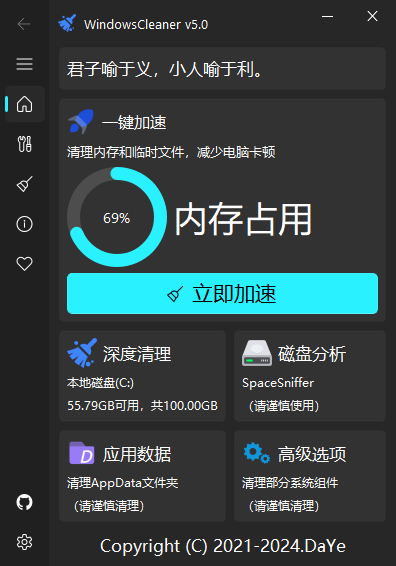 WindowsCleaner v5.0
君子喻于义，小人喻于利。
一键加速
清理内存和临时文件，减少电脑卡顿
69%
内存占用
立即加速
深度清理
本地磁盘(C:)
55.79GB可用，共100.00GB
磁盘分析
SpaceSniffer
（请谨慎使用）
应用数据
清理AppData文件夹
（请谨慎清理）
高级选项
清理部分系统组件
（请谨慎清理）
Copyright (C) 2021-2024.DaYe